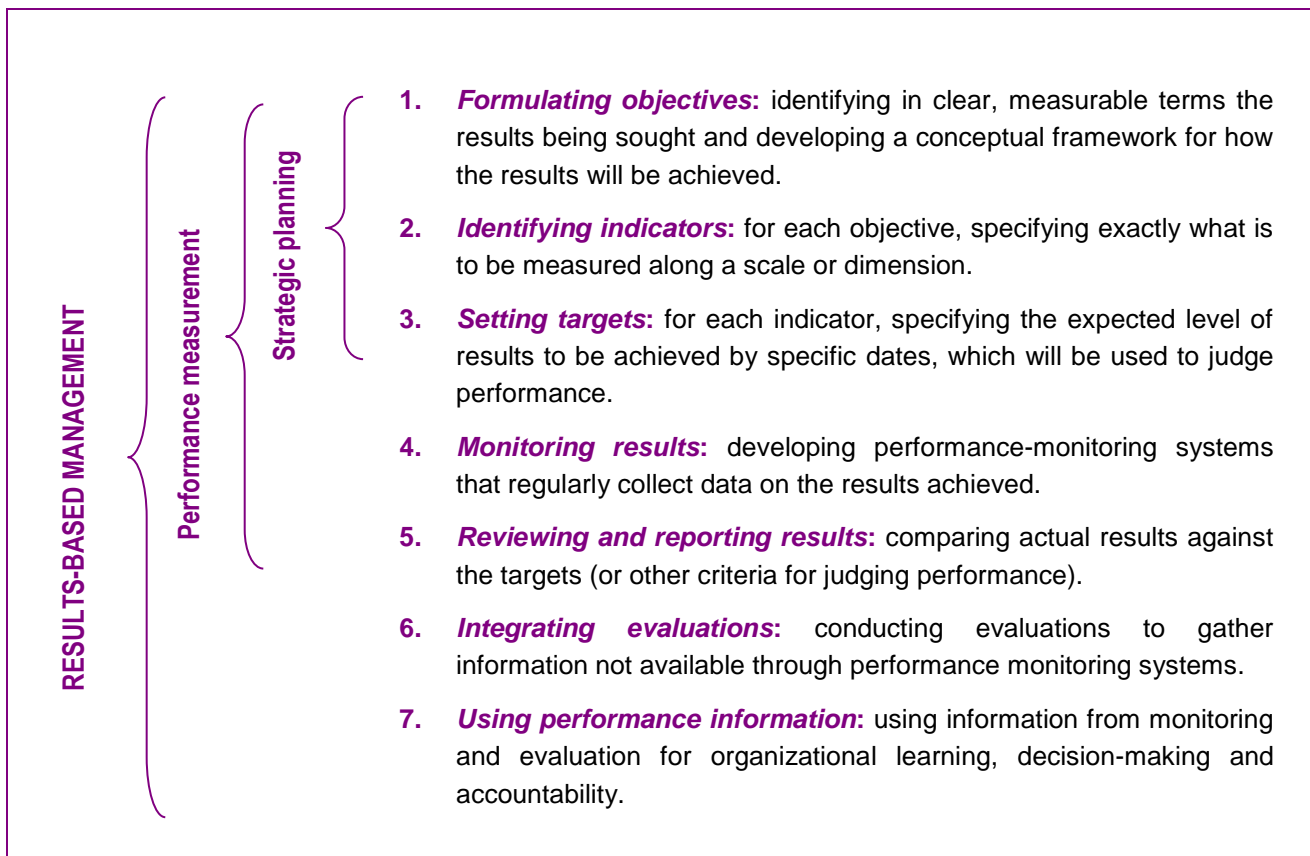 RESULTS-BASED MANAGEMENT
Performance measurement
Strategic planning
1. Formulating objectives: identifying in clear, measurable terms the
results being sought and developing a conceptual framework for how
the results will be achieved.
2. Identifying indicators: for each objective, specifying exactly what is
to be measured along a scale or dimension.
3. Setting targets: for each indicator, specifying the expected level of
results to be achieved by specific dates, which will be used to judge
performance.
4. Monitoring results: developing performance-monitoring systems
that regularly collect data on the results achieved.
5. Reviewing and reporting results: comparing actual results against
the targets (or other criteria for judging performance).
6. Integrating evaluations: conducting evaluations to gather
information not available through performance monitoring systems.
7. Using performance information: using information from monitoring
and evaluation for organizational learning, decision-making and
accountability.